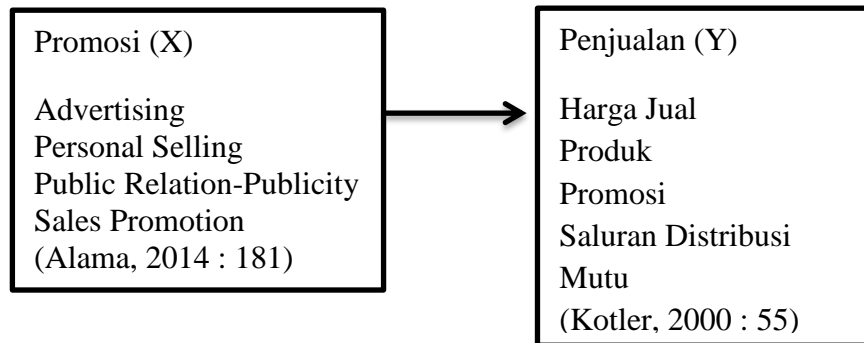 Promosi (X)
Advertising
Personal Selling
Public Relation-Publicity
Sales Promotion
(Alama, 2014 : 181)
Penjualan (Y)
Harga Jual
Produk
Promosi
Saluran Distribusi
Mutu
(Kotler, 2000 : 55)